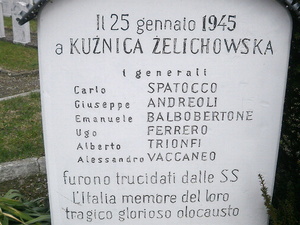 Il 25 gennaio 1945
a KUŹNICA ŻELICHOWSKA
i generali
Carlo SPATOCCO
Giuseppe ANDREOLI
Emanuele BALBOBERTONE
Ugo FERRERO
Alberto TRIONFI
Alessandro VACCANEO
furono trucidati dalle SS
L'Italia memore del loro
tragico glorioso olocausto